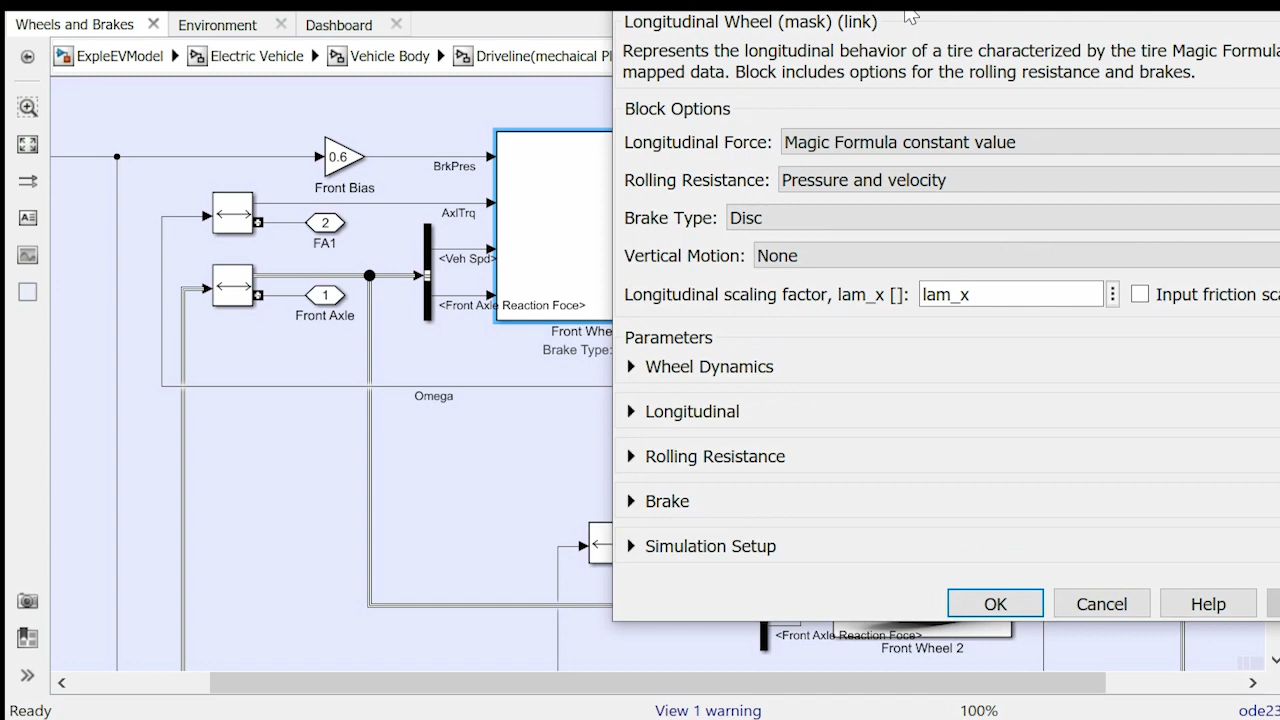 Wheels and Brakes
Environment
Dashboard
ExpleEVModel
Electric Vehicle
Vehicle Body
Driveline(mechaical Pl
0.6
Front Bias
BrkPres
AxlTrq
2
FA1
<Veh Spd>
1
Front Axle
<Front Axle Reaction Foce>
Front Whe
Brake Type:
Omega
Longitudinal Wheel (mask) (link)
Represents the longitudinal behavior of a tire characterized by the tire Magic Formula
mapped data. Block includes options for the rolling resistance and brakes.
Block Options
Longitudinal Force: Magic Formula constant value
Rolling Resistance: Pressure and velocity
Brake Type: Disc
Vertical Motion: None
Longitudinal scaling factor, lam_x []: lam_x
Input friction sca
Parameters
Wheel Dynamics
Longitudinal
Rolling Resistance
Brake
Simulation Setup
OK
Cancel
Help
<Front Axle Reaction Foce>
Front Wheel 2
Ready
View 1 warning
100%
ode23